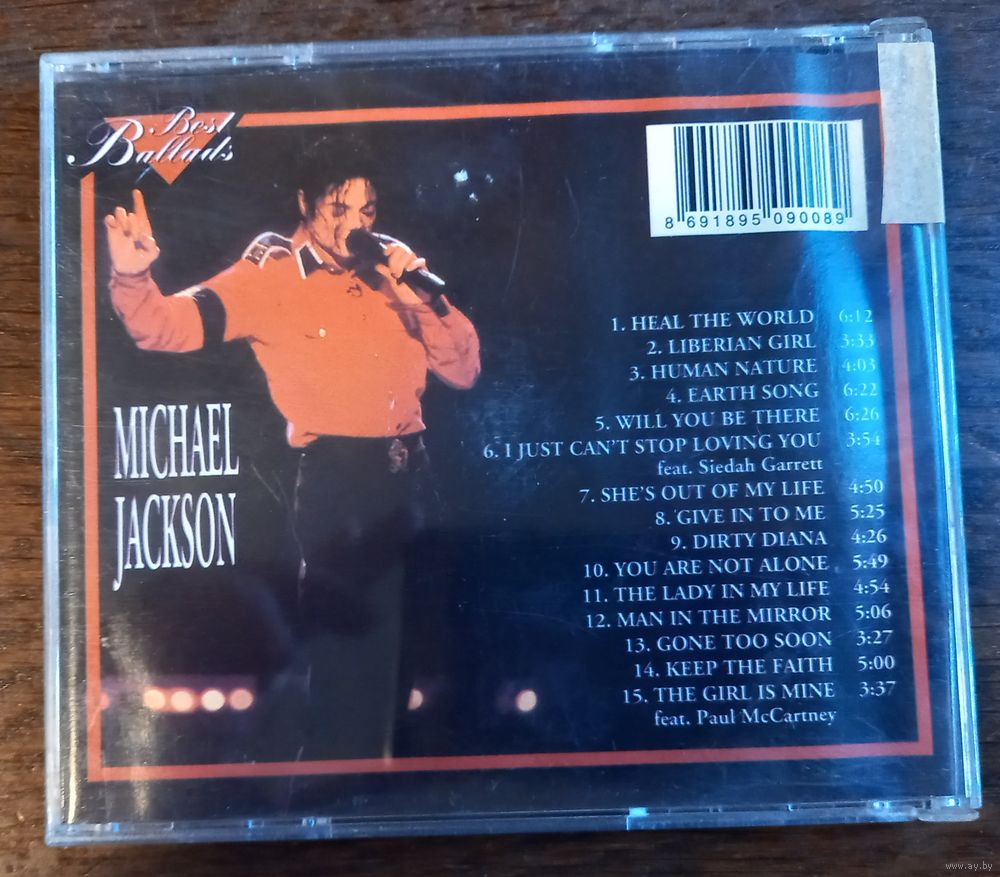 Best
Ballads
8 691895 090089
1. HEAL THE WORLD 6:12
2. LIBERIAN GIRL 3:33
3. HUMAN NATURE 4:03
4. EARTH SONG 6:22
5. WILL YOU BE THERE 6:26
6. I JUST CAN'T STOP LOVING YOU 3:54
feat. Siedah Garrett
7. SHE'S OUT OF MY LIFE 4:50
8. GIVE IN TO ME 5:25
9. DIRTY DIANA 4:26
10. YOU ARE NOT ALONE 5:49
11. THE LADY IN MY LIFE 4:54
12. MAN IN THE MIRROR 5:06
13. GONE TOO SOON 3:27
14. KEEP THE FAITH 5:00
15. THE GIRL IS MINE 3:37
feat. Paul McCartney
MICHAEL
JACKSON
www.ay.by